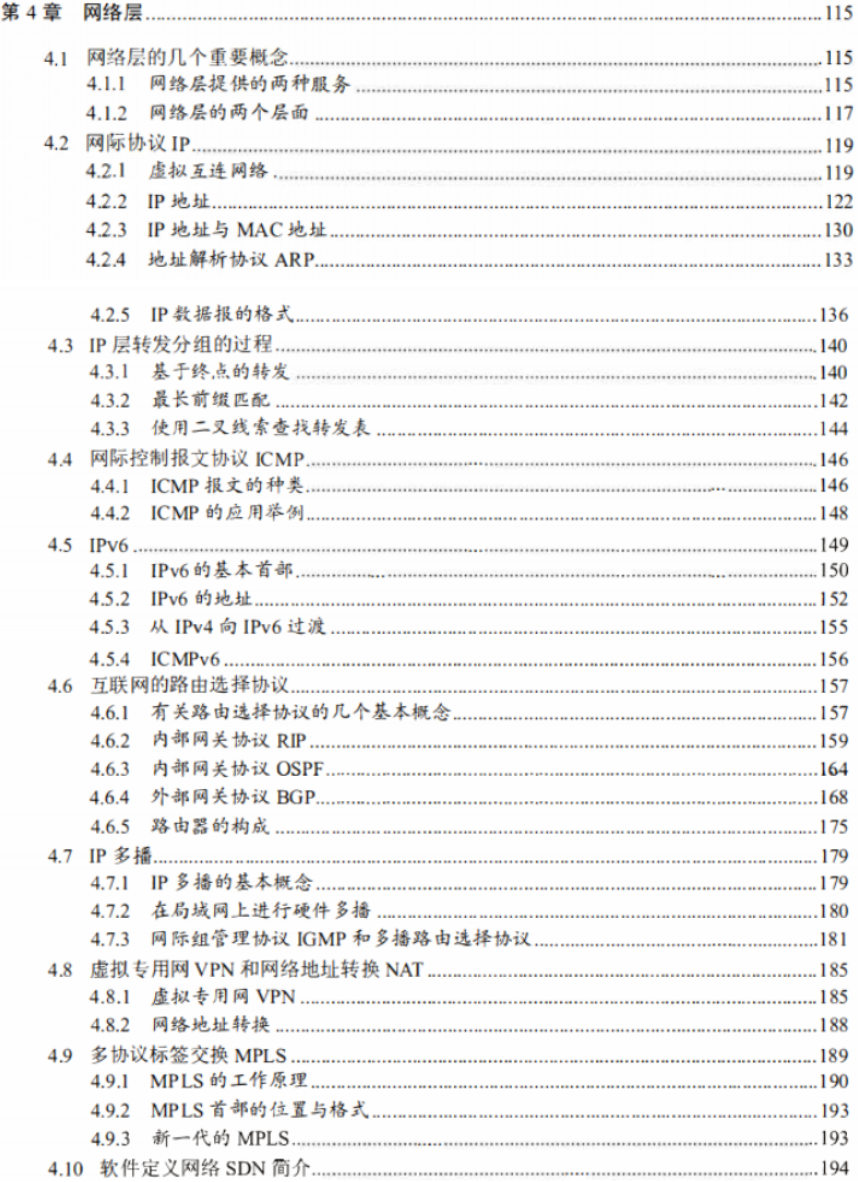 第 4 章 网络层 115
4.1 网络层的几个重要概念 115
4.1.1 网络层提供的两种服务 115
4.1.2 网络层的两个层面 117
4.2 网际协议 IP 119
4.2.1 虚拟互连网络 119
4.2.2 IP 地址 122
4.2.3 IP 地址与 MAC 地址 130
4.2.4 地址解析协议 ARP 133
4.2.5 IP 数据报的格式 136
4.3 IP 层转发分组的过程 140
4.3.1 基于终点的转发 140
4.3.2 最长前缀匹配 142
4.3.3 使用二叉线索查找转发表 144
4.4 网际控制报文协议 ICMP 146
4.4.1 ICMP 报文的种类 146
4.4.2 ICMP 的应用举例 148
4.5 IPv6 149
4.5.1 IPv6 的基本首部 150
4.5.2 IPv6 的地址 152
4.5.3 从 IPv4 向 IPv6 过渡 155
4.5.4 ICMPv6 156
4.6 互联网的路由选择协议 157
4.6.1 有关路由选择协议的几个基本概念 157
4.6.2 内部网关协议 RIP 159
4.6.3 内部网关协议 OSPF 164
4.6.4 外部网关协议 BGP 168
4.6.5 路由器的构成 175
4.7 IP 多播 179
4.7.1 IP 多播的基本概念 179
4.7.2 在局域网上进行硬件多播 180
4.7.3 网际组管理协议 IGMP 和多播路由选择协议 181
4.8 虚拟专用网 VPN 和网络地址转换 NAT 185
4.8.1 虚拟专用网 VPN 185
4.8.2 网络地址转换 188
4.9 多协议标签交换 MPLS 189
4.9.1 MPLS 的工作原理 190
4.9.2 MPLS 首部的位置与格式 193
4.9.3 新一代的 MPLS 193
4.10 软件定义网络 SDN 简介 194